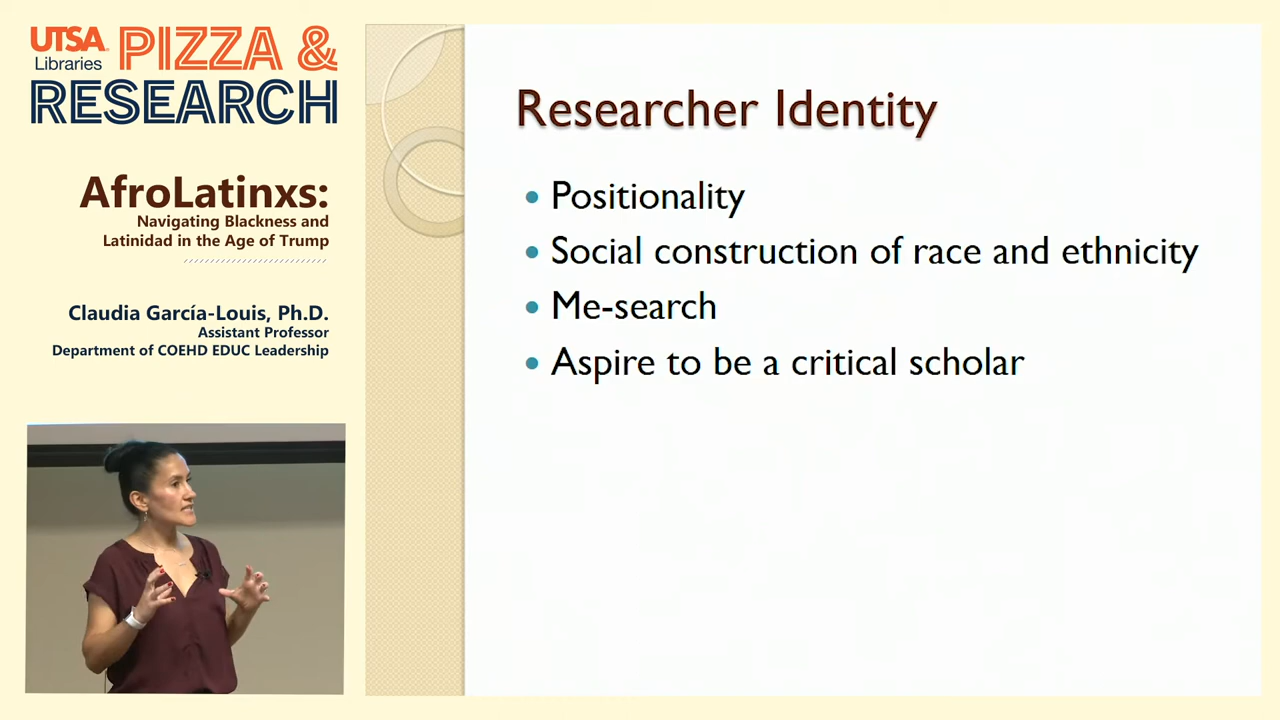 UTSA
Libraries
PIZZA &
RESEARCH
AfroLatinxs:
Navigating Blackness and
Latinidad in the Age of Trump
Claudia García-Louis, Ph.D.
Assistant Professor
Department of COEHD EDUC Leadership
Researcher Identity
• Positionality
• Social construction of race and ethnicity
• Me-search
• Aspire to be a critical scholar